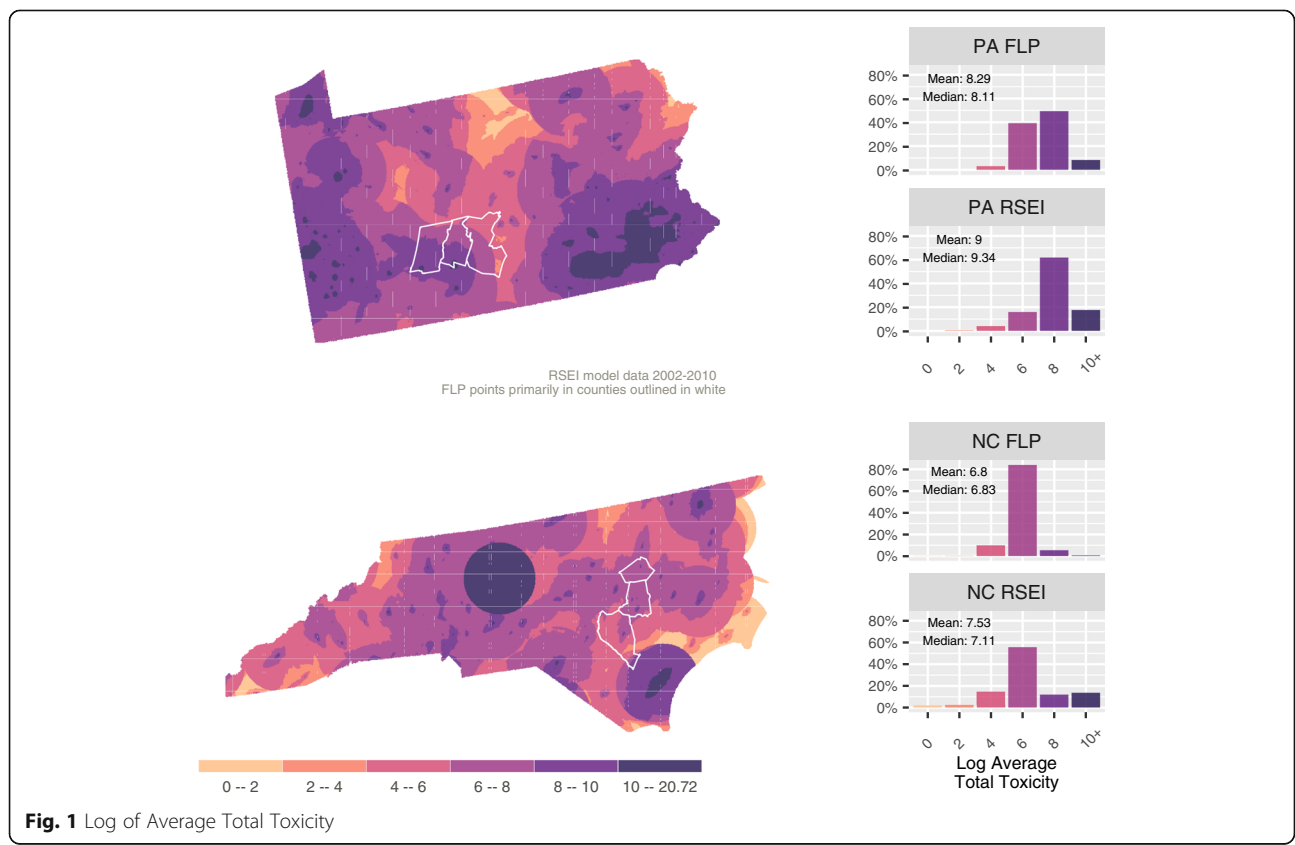 PA FLP
80%
60%
40%
20%
0%
Mean: 8.29
Median: 8.11
PA RSEI
80%
60%
40%
20%
0%
Mean: 9
Median: 9.34
0 2 4 6 8 10+
RSEI model data 2002-2010
FLP points primarily in counties outlined in white
NC FLP
80%
60%
40%
20%
0%
Mean: 6.8
Median: 6.83
NC RSEI
80%
60%
40%
20%
0%
Mean: 7.53
Median: 7.11
0 2 4 6 8 10+
Log Average
Total Toxicity
0 -- 2 2 -- 4 4 -- 6 6 -- 8 8 -- 10 10 -- 20.72
Fig. 1 Log of Average Total Toxicity